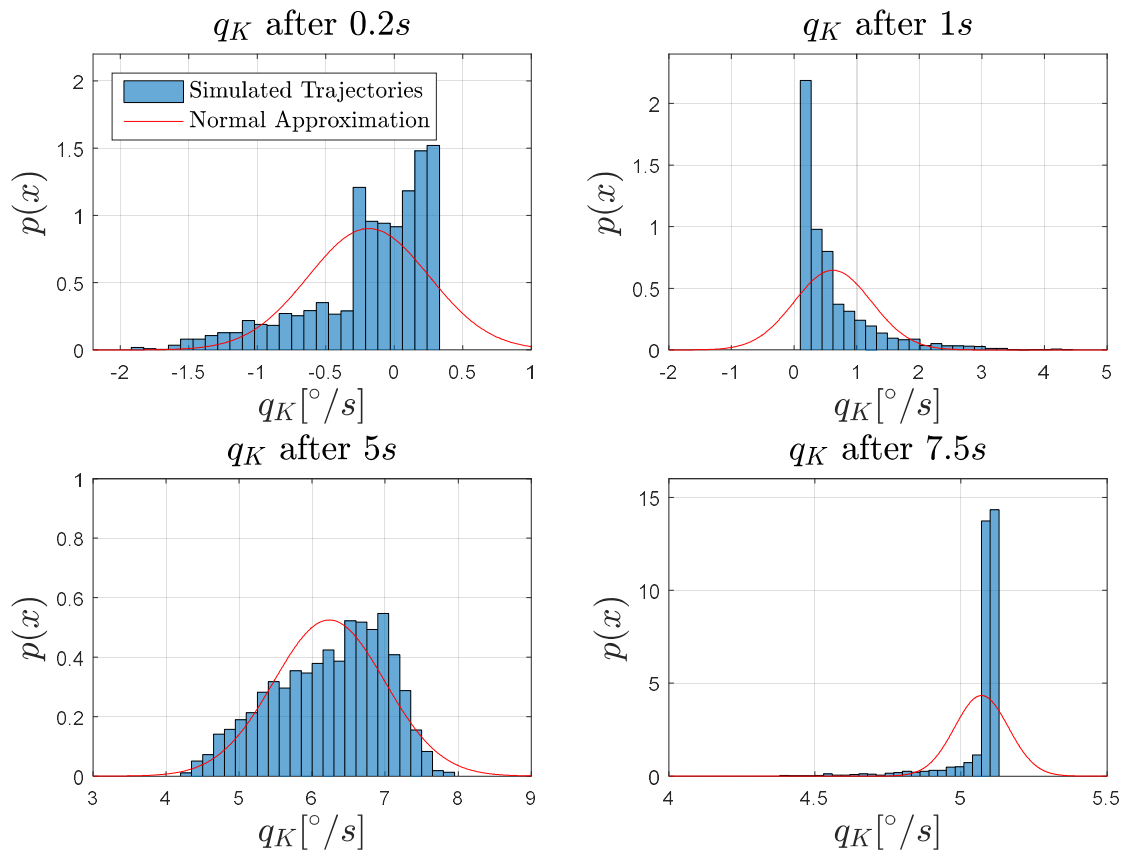 q_K after 0.2s
p(x)
2
1.5
1
0.5
0
Simulated Trajectories
Normal Approximation
-2 -1.5 -1 -0.5 0 0.5 1
q_K[°/s]
q_K after 1s
p(x)
2
1.5
1
0.5
0
-2 -1 0 1 2 3 4 5
q_K[°/s]
q_K after 5s
p(x)
1
0.8
0.6
0.4
0.2
0
3 4 5 6 7 8 9
q_K[°/s]
q_K after 7.5s
p(x)
15
10
5
0
4 4.5 5 5.5
q_K[°/s]